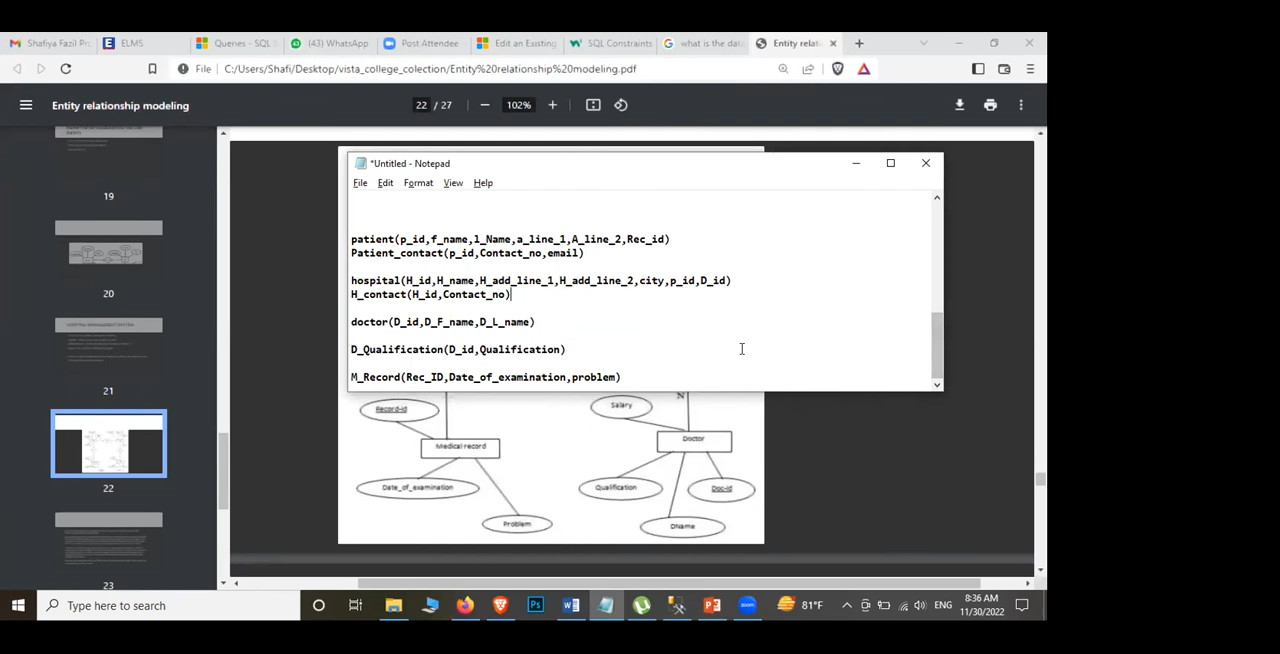 Shafiya Fazil Pr
ELMS
Queries - SQL S
(43) WhatsApp
Post Attendee
Edit an Existing
SQL Constraints
what is the data
Entity relat
File
C:/Users/Shafi/Desktop/vista_college_colection/Entity%20relationship%20modeling.pdf
Entity relationship modeling
22 / 27
102%
19
20
21
22
23
*Untitled - Notepad
File Edit Format View Help
patient(p_id,f_name,l_Name,a_line_1,A_line_2,Rec_id)
Patient_contact(p_id,Contact_no,email)
hospital(H_id,H_name,H_add_line_1,H_add_line_2,city,p_id,D_id)
H_contact(H_id,Contact_no)
doctor(D_id,D_F_name,D_L_name)
D_Qualification(D_id,Qualification)
M_Record(Rec_ID,Date_of_examination,problem)
N
Record-id
Salary
Medical record
Doctor
Date_of_examination
Qualification
Doc-id
Problem
Dname
Type here to search
81°F
ENG
8:36 AM
11/30/2022